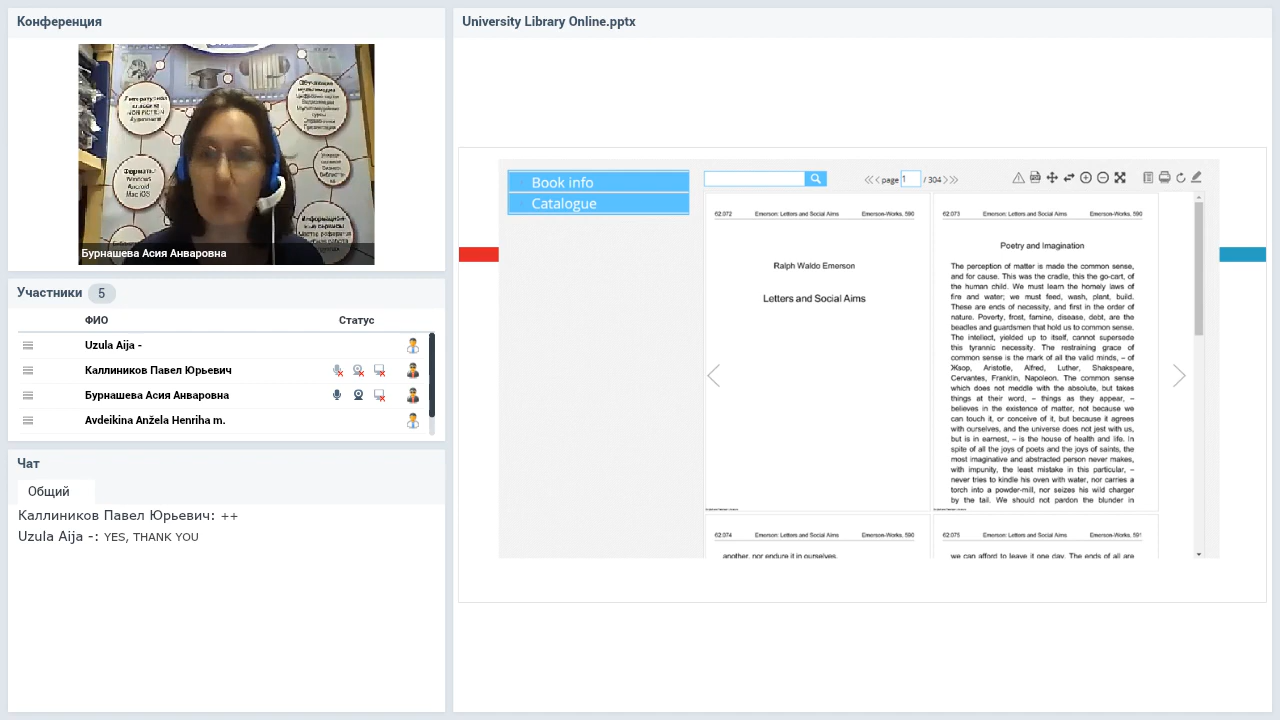 Конференция
Бурнашева Асия Анваровна
Участники 5
ФИО Статус
Uzula Aija -
Каллиников Павел Юрьевич
Бурнашева Асия Анваровна
Avdeikina Anžela Henriha m.
Чат
Общий
Каллиников Павел Юрьевич: ++
Uzula Aija -: YES, THANK YOU
University Library Online.pptx
Book info
Catalogue
page 1 / 304
62.072 Emerson: Letters and Social Aims Emerson-Works, 590
Ralph Waldo Emerson
Letters and Social Aims
62.073 Emerson: Letters and Social Aims Emerson-Works, 590
Poetry and Imagination
The perception of matter is made the common sense,
and for cause. This was the cradle, this the go-cart, of
the human child. We must learn the homely laws of
fire and water; we must feed, wash, plant, build.
These are ends of necessity, and first in the order of
nature. Poverty, frost, famine, disease, debt, are the
beadles and guardsmen that hold us to common sense.
The intellect, yielded up to itself, cannot supersede
this tyrannic necessity. The restraining grace of
common sense is the mark of all the valid minds, –  of
Жsop, Aristotle, Alfred, Luther, Shakspeare,
Cervantes, Franklin, Napoleon. The common sense
which does not meddle with the absolute, but takes
things at their word, – things as they appear, –
believes in the existence of matter, not because we
can touch it, or conceive of it, but because it agrees
with ourselves, and the universe does not jest with us,
but is in earnest, – is the house of health and life. In
spite of all the joys of poets and the joys of saints, the
most imaginative and abstracted person never makes,
with impunity, the least mistake in this particular, –
never tries to kindle his oven with water, nor carries a
torch into a powder-mill, nor seizes his wild charger
by the tail. We should not pardon the blunder in
62.074 Emerson: Letters and Social Aims Emerson-Works, 590
another, nor endure it in ourselves.
62.075 Emerson: Letters and Social Aims Emerson-Works, 591
we can afford to leave it one day. The ends of all are